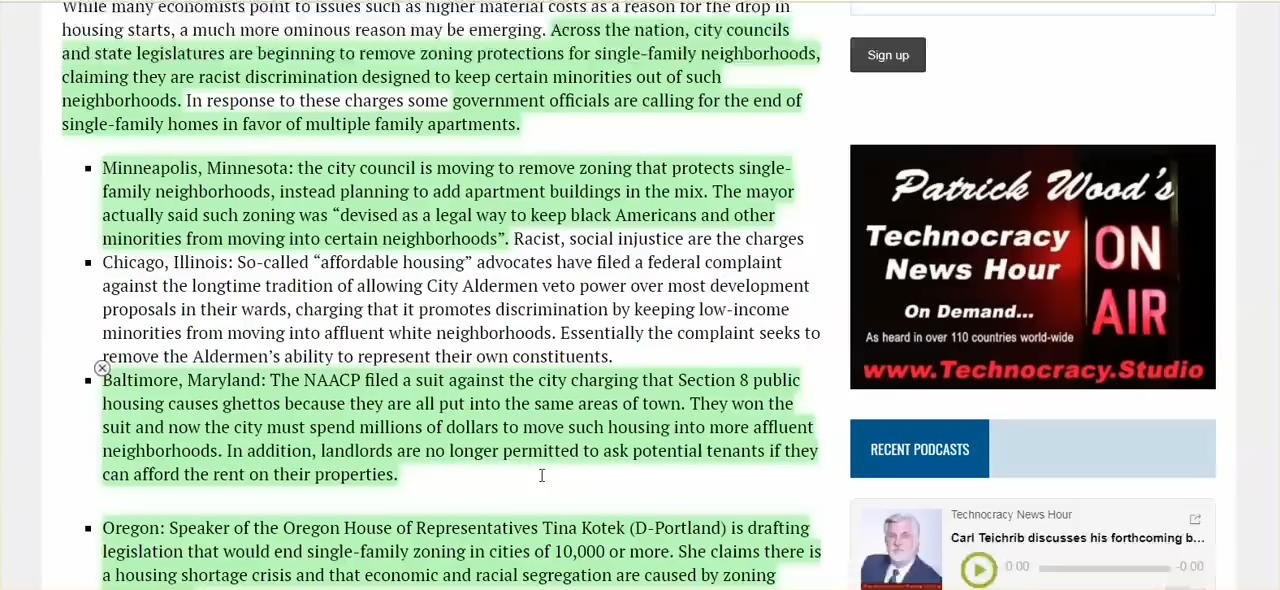 While many economists point to issues such as higher material costs as a reason for the drop in
housing starts, a much more ominous reason may be emerging. Across the nation, city councils
and state legislatures are beginning to remove zoning protections for single-family neighborhoods,
claiming they are racist discrimination designed to keep certain minorities out of such
neighborhoods. In response to these charges some government officials are calling for the end of
single-family homes in favor of multiple family apartments.
Minneapolis, Minnesota: the city council is moving to remove zoning that protects single-
family neighborhoods, instead planning to add apartment buildings in the mix. The mayor
actually said such zoning was “devised as a legal way to keep black Americans and other
minorities from moving into certain neighborhoods”. Racist, social injustice are the charges
Chicago, Illinois: So-called “affordable housing” advocates have filed a federal complaint
against the longtime tradition of allowing City Aldermen veto power over most development
proposals in their wards, charging that it promotes discrimination by keeping low-income
minorities from moving into affluent white neighborhoods. Essentially the complaint seeks to
remove the Aldermen’s ability to represent their own constituents.
Baltimore, Maryland: The NAACP filed a suit against the city charging that Section 8 public
housing causes ghettos because they are all put into the same areas of town. They won the
suit and now the city must spend millions of dollars to move such housing into more affluent
neighborhoods. In addition, landlords are no longer permitted to ask potential tenants if they
can afford the rent on their properties.
Oregon: Speaker of the Oregon House of Representatives Tina Kotek (D-Portland) is drafting
legislation that would end single-family zoning in cities of 10,000 or more. She claims there is
a housing shortage crisis and that economic and racial segregation are caused by zoning
Sign up
Patrick Wood's
Technocracy
News Hour
ON
AIR
On Demand...
As heard in over 110 countries world-wide
www.Technocracy.Studio
RECENT PODCASTS
Technocracy News Hour
Carl Teichrib discusses his forthcoming b...
0:00
-0:00